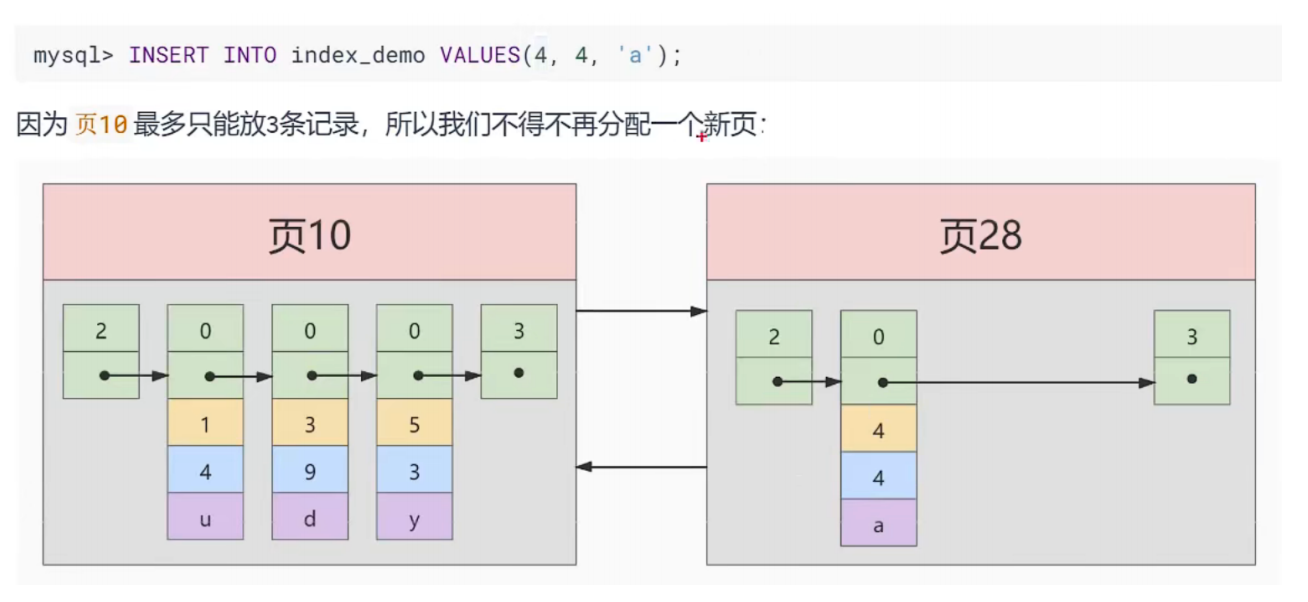 mysql> INSERT INTO index_demo VALUES(4, 4, 'a');
因为 页10 最多只能放3条记录，所以我们不得不再分配一个新页：
页10
2 0 0 0 3
1 3 5
4 9 3
u d y
页28
2 0 3
4
4
a